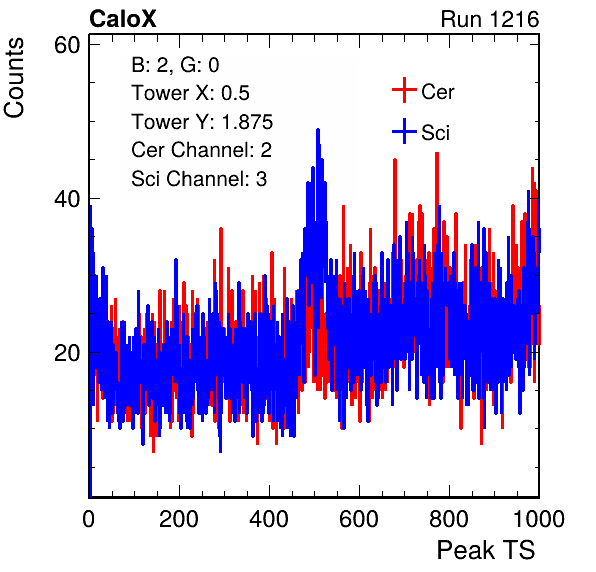 CaloX
Run 1216
Counts
60
40
20
B: 2, G: 0
Tower X: 0.5
Tower Y: 1.875
Cer Channel: 2
Sci Channel: 3
Cer
Sci
0
200
400
600
800
1000
Peak TS